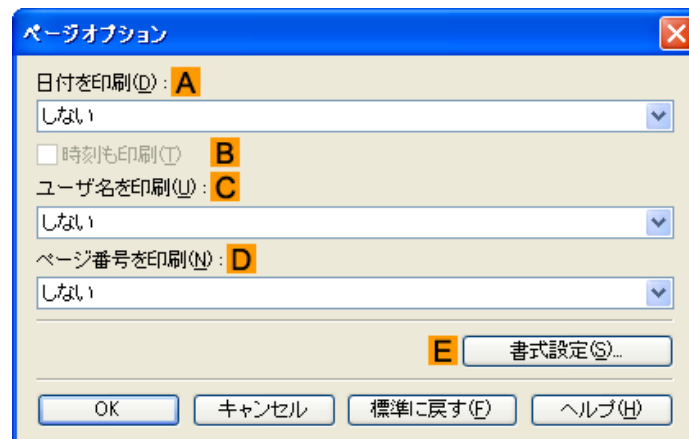 ページオプション
日付を印刷(D): A
しない
時刻も印刷(T) B
ユーザ名を印刷(U): C
しない
ページ番号を印刷(N): D
しない
E 書式設定(S)...
OK キャンセル 標準に戻す(F) ヘルプ(H)